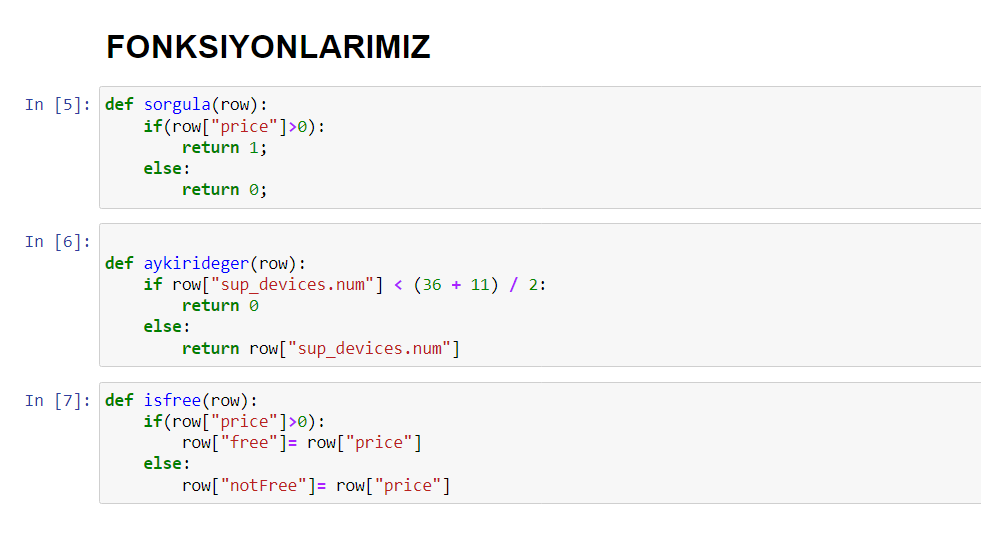 FONKSIYONLARIMIZ
In [5]: def sorgula(row):
    if(row["price"]>0):
        return 1;
    else:
        return 0;
In [6]:
def aykirideger(row):
    if row["sup_devices.num"] < (36 + 11) / 2:
        return 0
    else:
        return row["sup_devices.num"]
In [7]: def isfree(row):
    if(row["price"]>0):
        row["free"]= row["price"]
    else:
        row["notFree"]= row["price"]